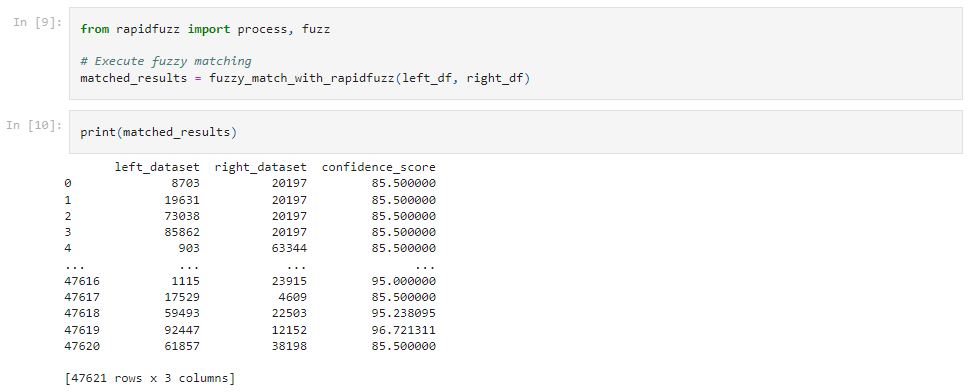 In [9]:
from rapidfuzz import process, fuzz
# Execute fuzzy matching
matched_results = fuzzy_match_with_rapidfuzz(left_df, right_df)
In [10]:
print(matched_results)
left_dataset right_dataset confidence_score
0 8703 20197 85.500000
1 19631 20197 85.500000
2 73038 20197 85.500000
3 85862 20197 85.500000
4 903 63344 85.500000
... ... ... ...
47616 1115 23915 95.000000
47617 17529 4609 85.500000
47618 59493 22503 95.238095
47619 92447 12152 96.721311
47620 61857 38198 85.500000
[47621 rows x 3 columns]